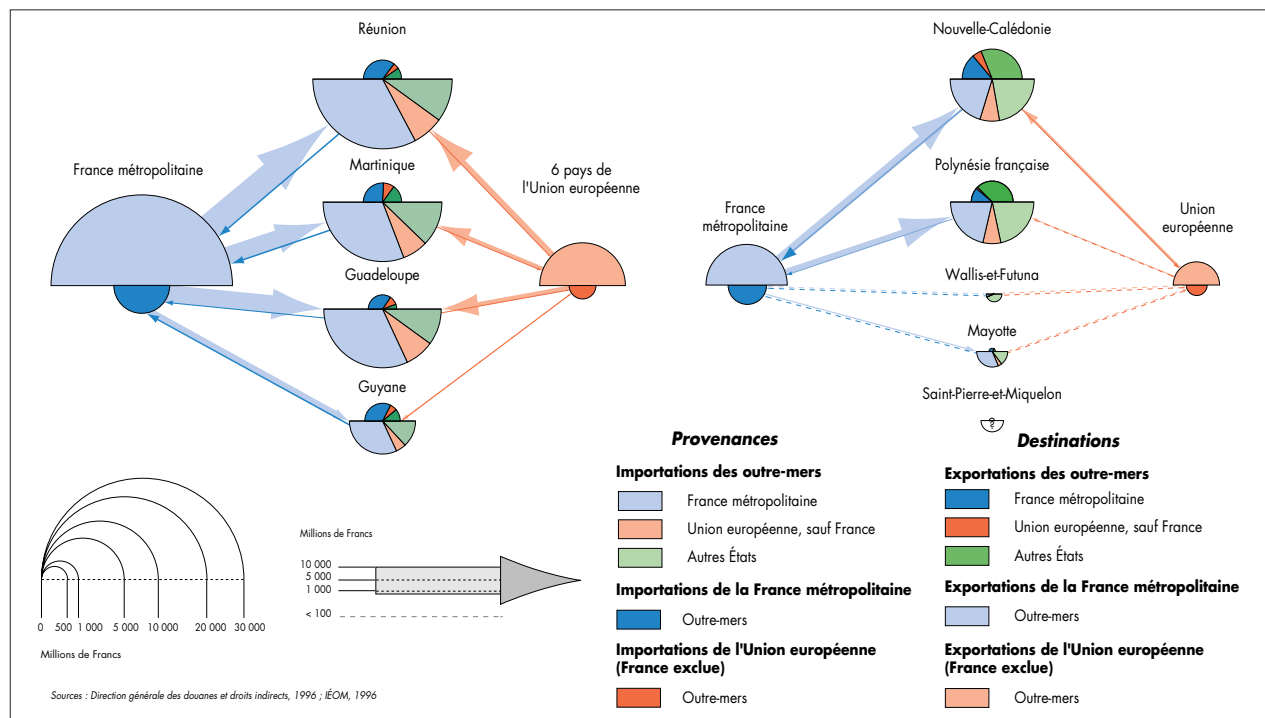 Réunion
France métropolitaine
Martinique
6 pays de
l'Union européenne
Guadeloupe
Guyane
Nouvelle-Calédonie
Polynésie française
France
métropolitaine
Union
européenne
Wallis-et-Futuna
Mayotte
Saint-Pierre-et-Miquelon
?
Provenances
Importations des outre-mers
France métropolitaine
Union européenne, sauf France
Autres États
Importations de la France métropolitaine
Outre-mers
Importations de l'Union européenne
(France exclue)
Outre-mers
Destinations
Exportations des outre-mers
France métropolitaine
Union européenne, sauf France
Autres États
Exportations de la France métropolitaine
Outre-mers
Exportations de l'Union européenne
(France exclue)
Outre-mers
0 500 1 000 5 000 10 000 20 000 30 000
Millions de Francs
Millions de Francs
10 000
5 000
1 000
< 100
Sources : Direction générale des douanes et droits indirects, 1996 ; IÉOM, 1996